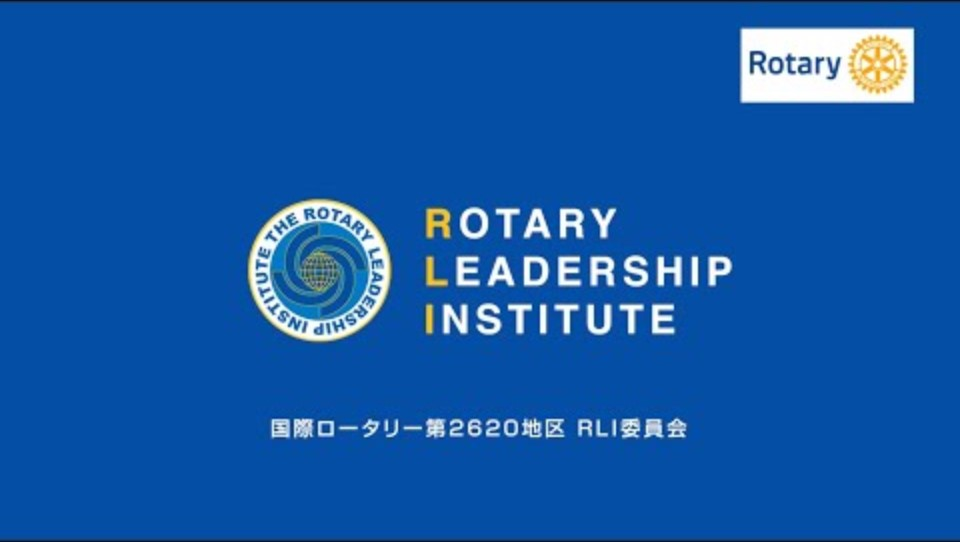 Rotary
THE ROTARY LEADERSHIP INSTITUTE
ROTARY
LEADERSHIP
INSTITUTE
国際ロータリー第2620地区 RLI委員会